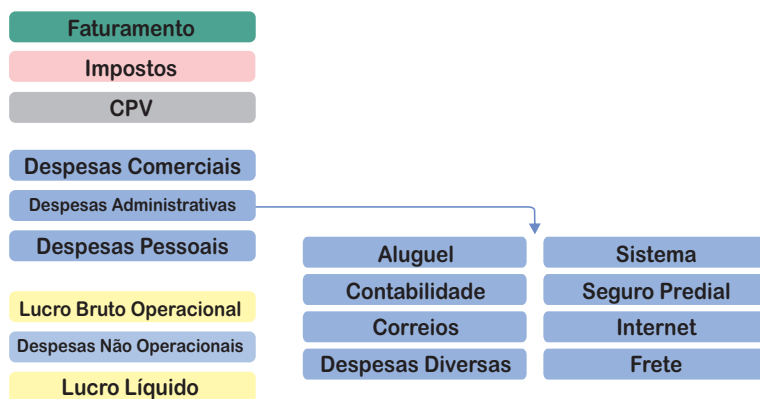 Faturamento
Impostos
CPV
Despesas Comerciais
Despesas Administrativas
Despesas Pessoais
Lucro Bruto Operacional
Despesas Não Operacionais
Lucro Líquido
Aluguel
Sistema
Contabilidade
Seguro Predial
Correios
Internet
Despesas Diversas
Frete